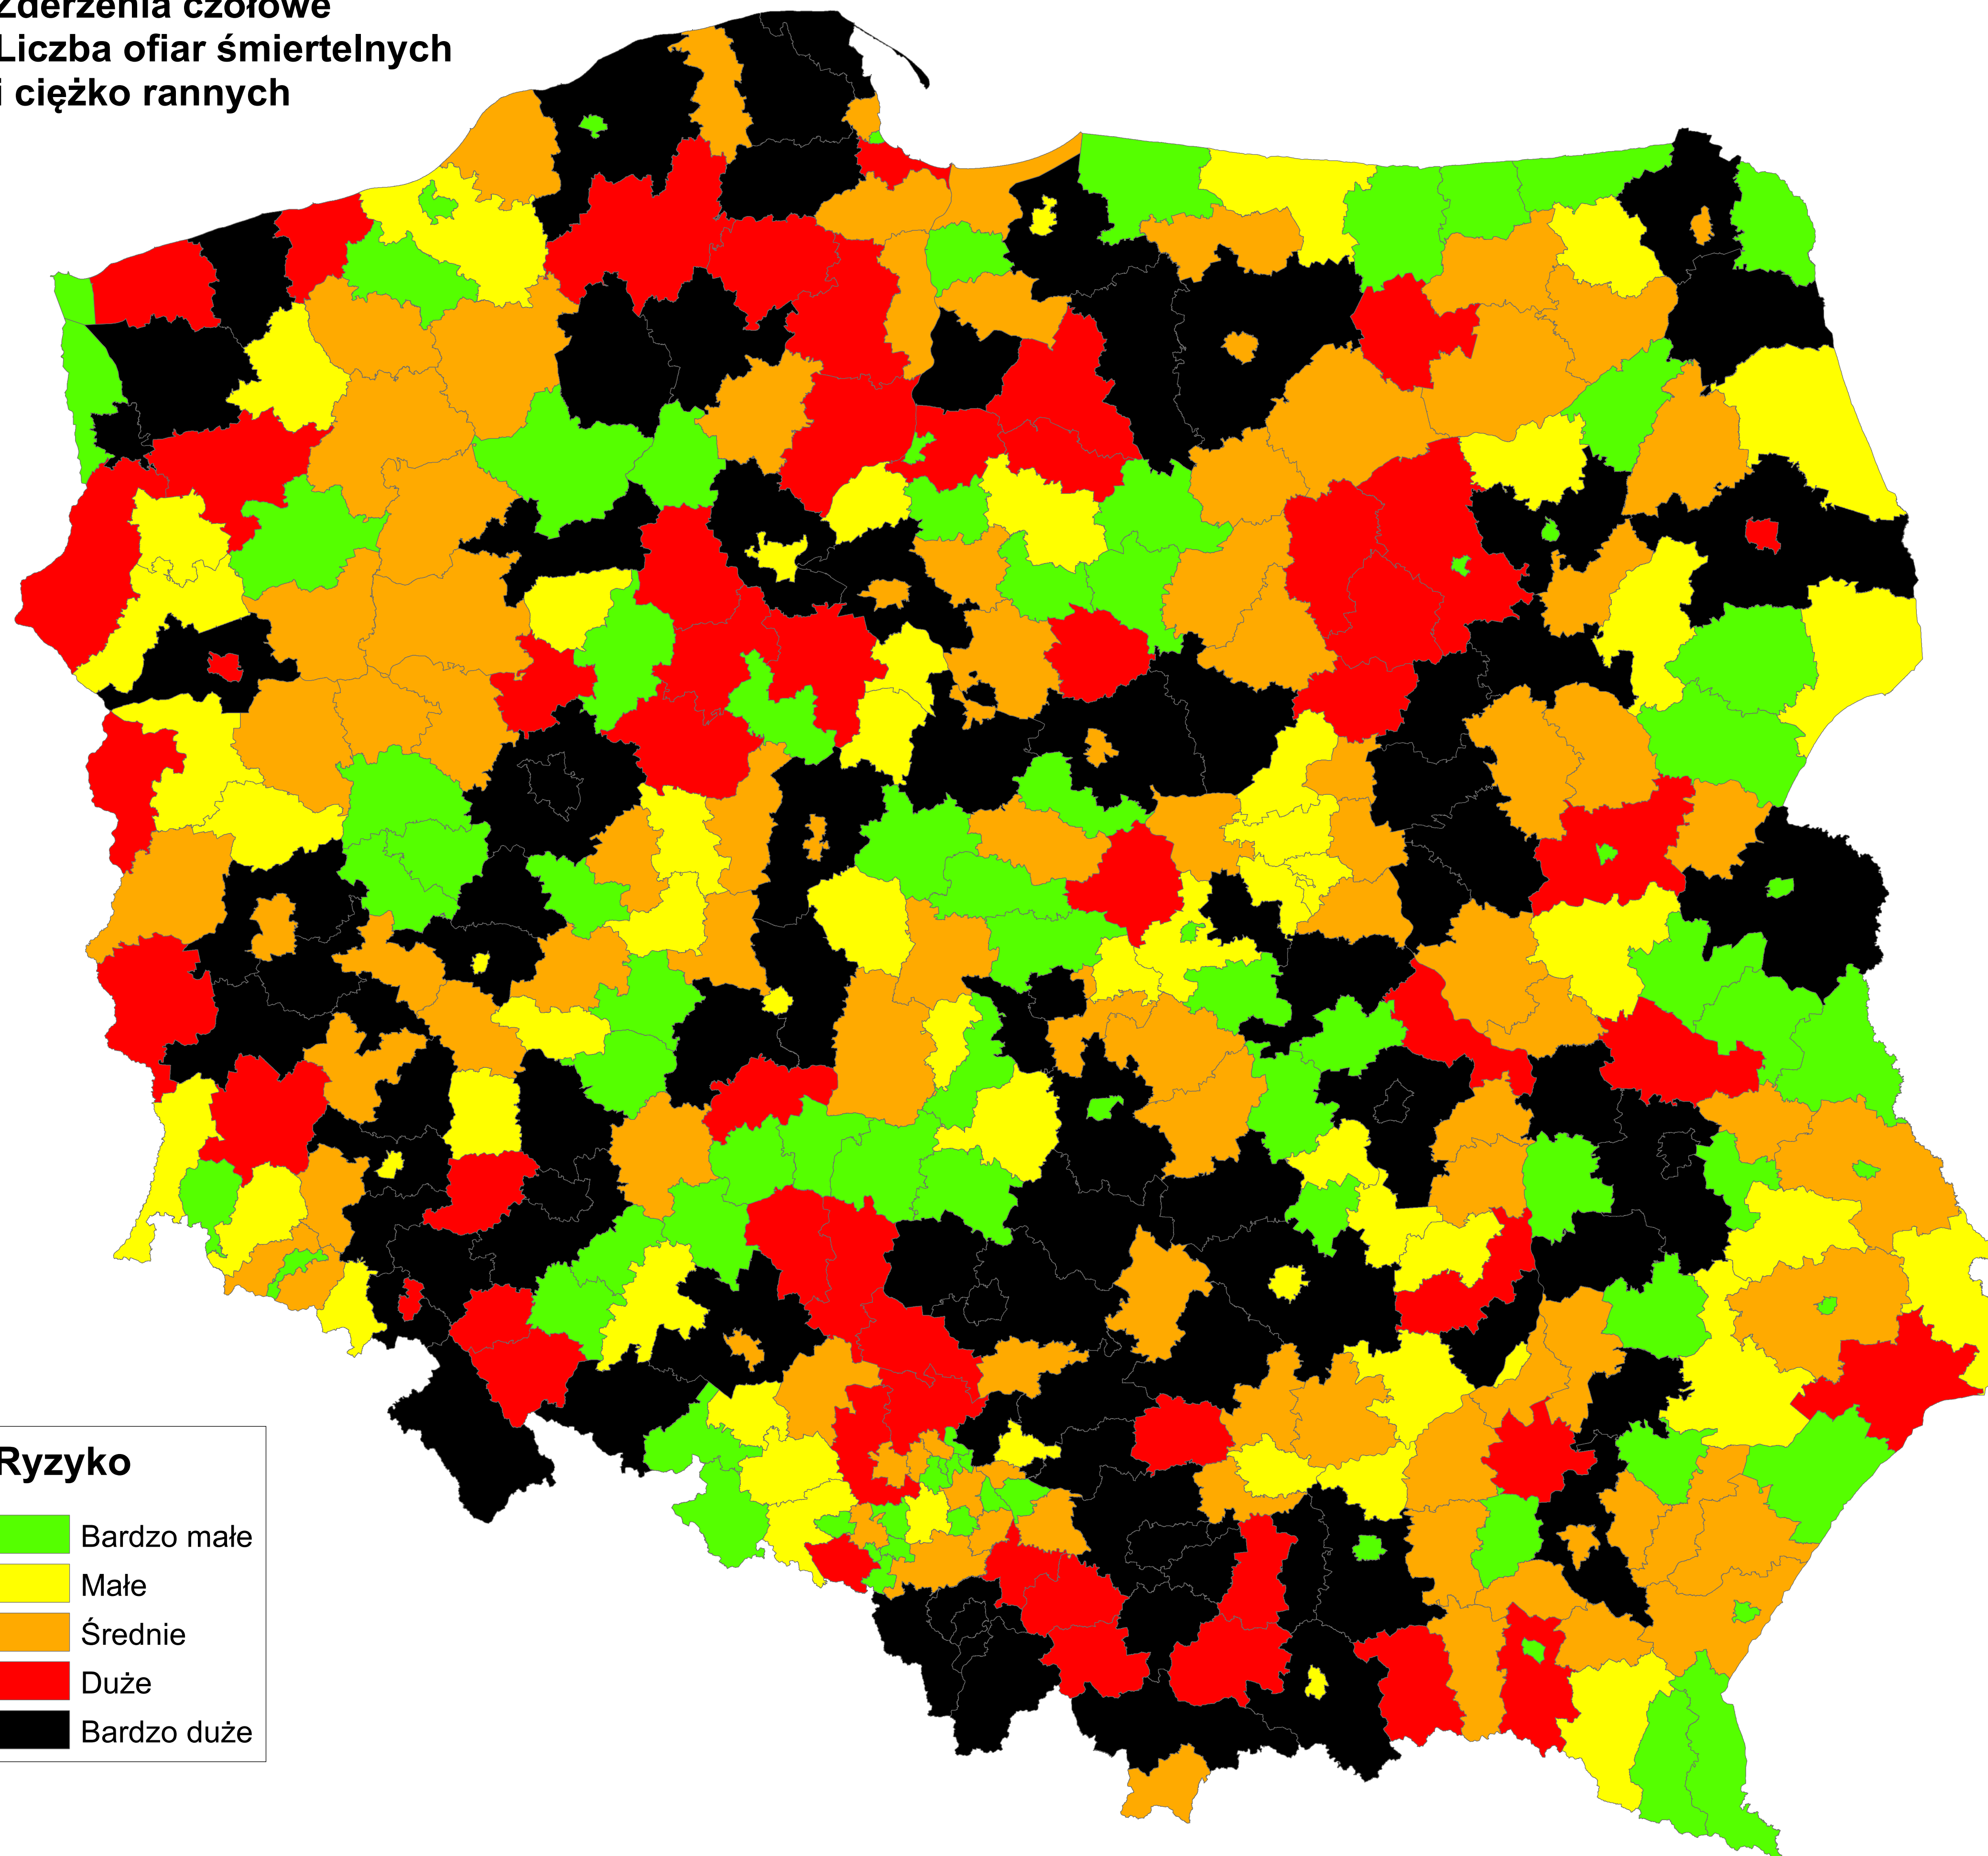 Zderzenia czołowe
Liczba ofiar śmiertelnych
i ciężko rannych
Ryzyko
Bardzo małe
Małe
Średnie
Duże
Bardzo duże